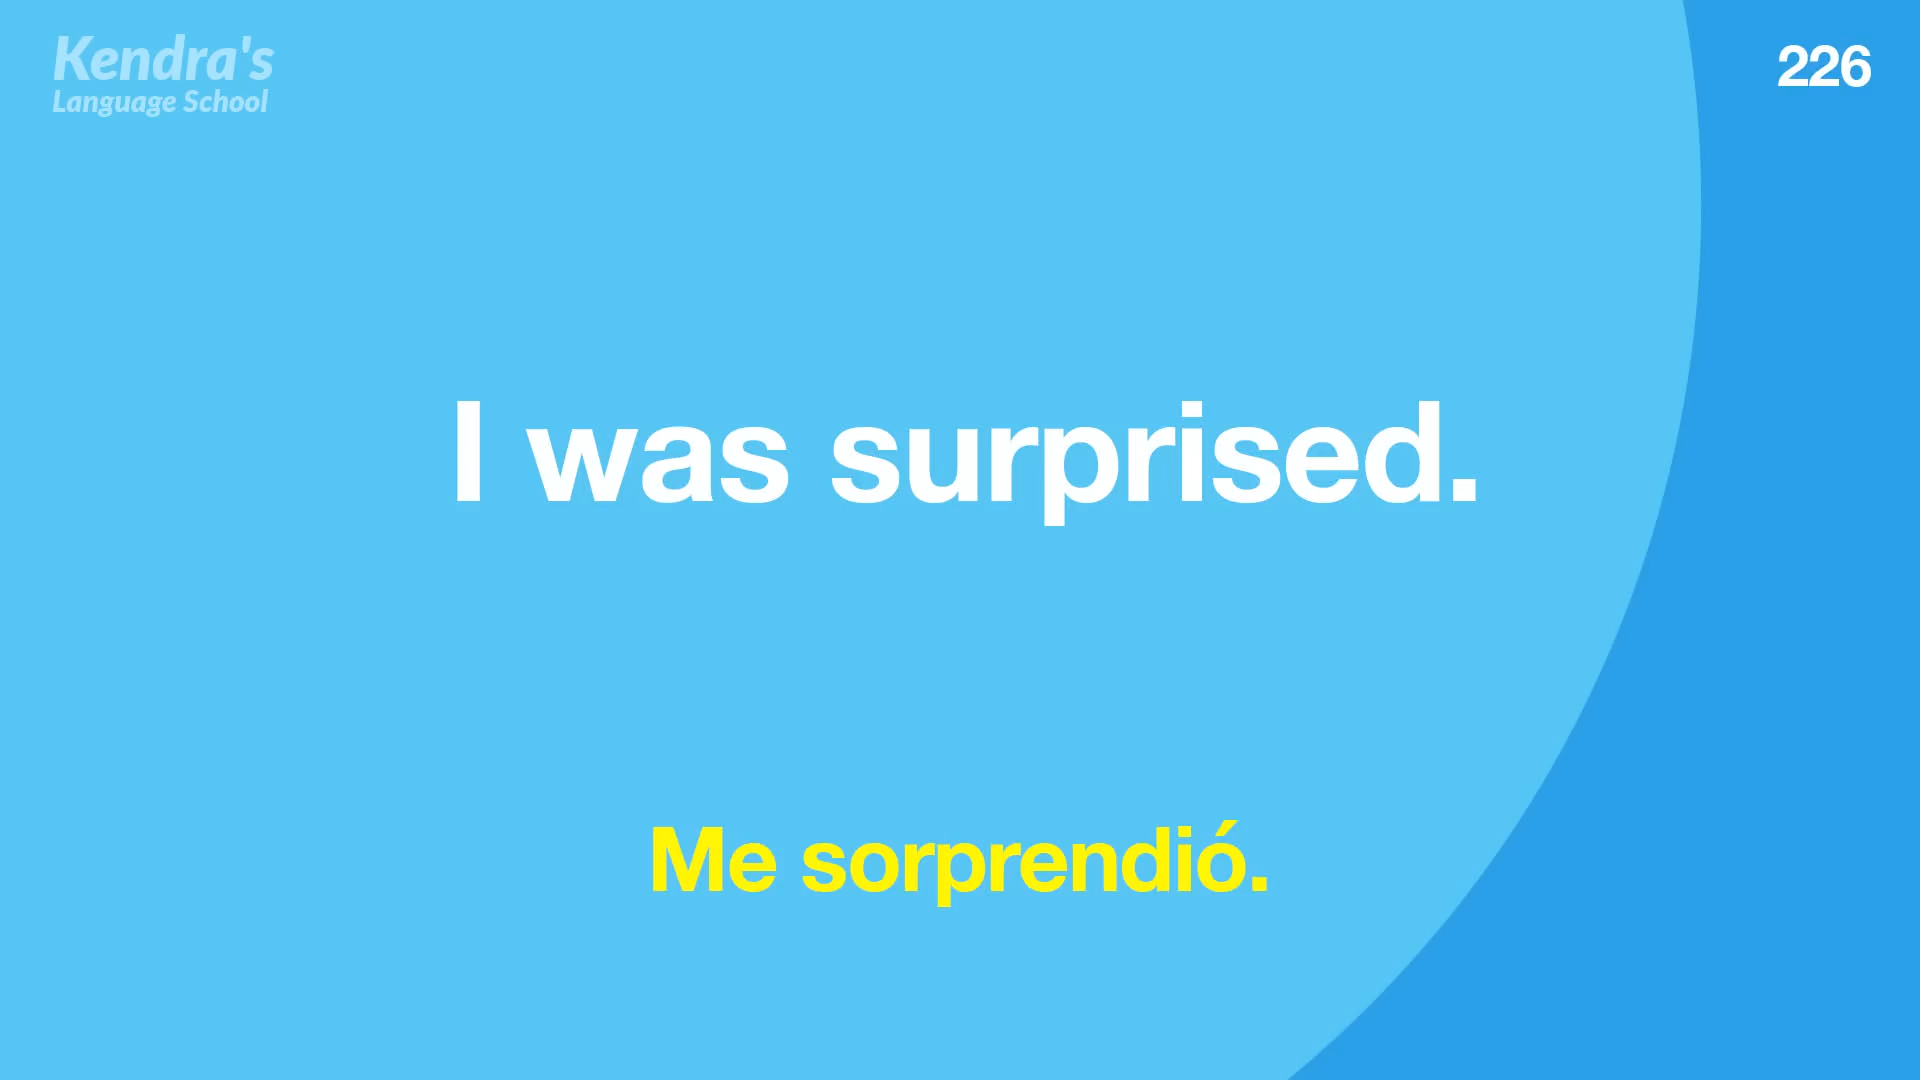 Kendra's
Language School
226
I was surprised.
Me sorprendió.